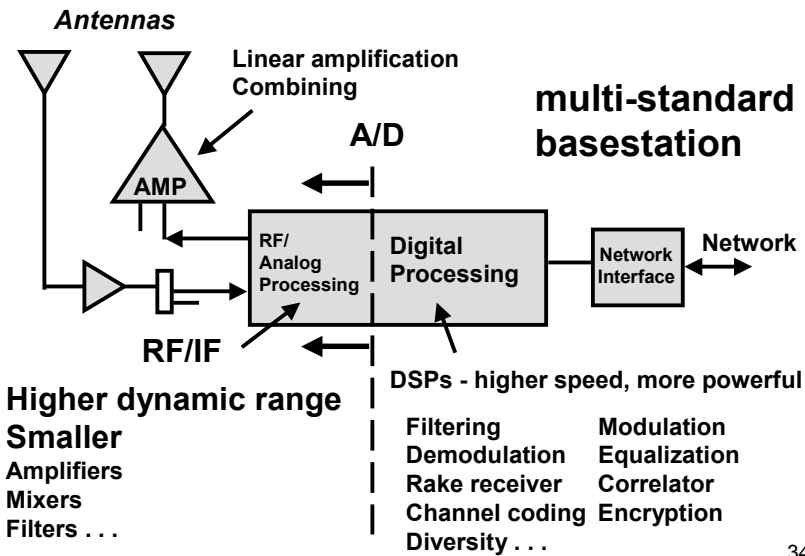 Antennas
Linear amplification
Combining
multi-standard
basestation
A/D
AMP
RF/
Analog
Processing
Digital
Processing
Network
Interface
Network
RF/IF
DSPs - higher speed, more powerful
Higher dynamic range
Smaller
Amplifiers
Mixers
Filters . . .
Filtering Modulation
Demodulation Equalization
Rake receiver Correlator
Channel coding Encryption
Diversity . . .
34